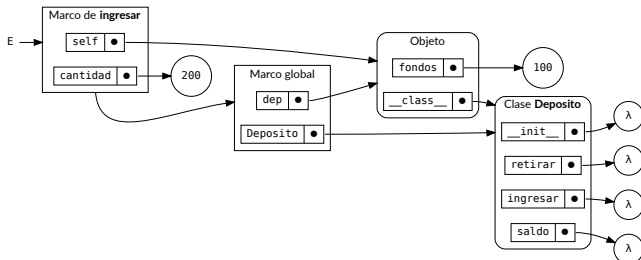 Marco de ingresar
E
self
cantidad
200
Marco global
dep
Deposito
Objeto
fondos
__class__
100
Clase Deposito
__init__
retirar
ingresar
saldo
λ
λ
λ
λ